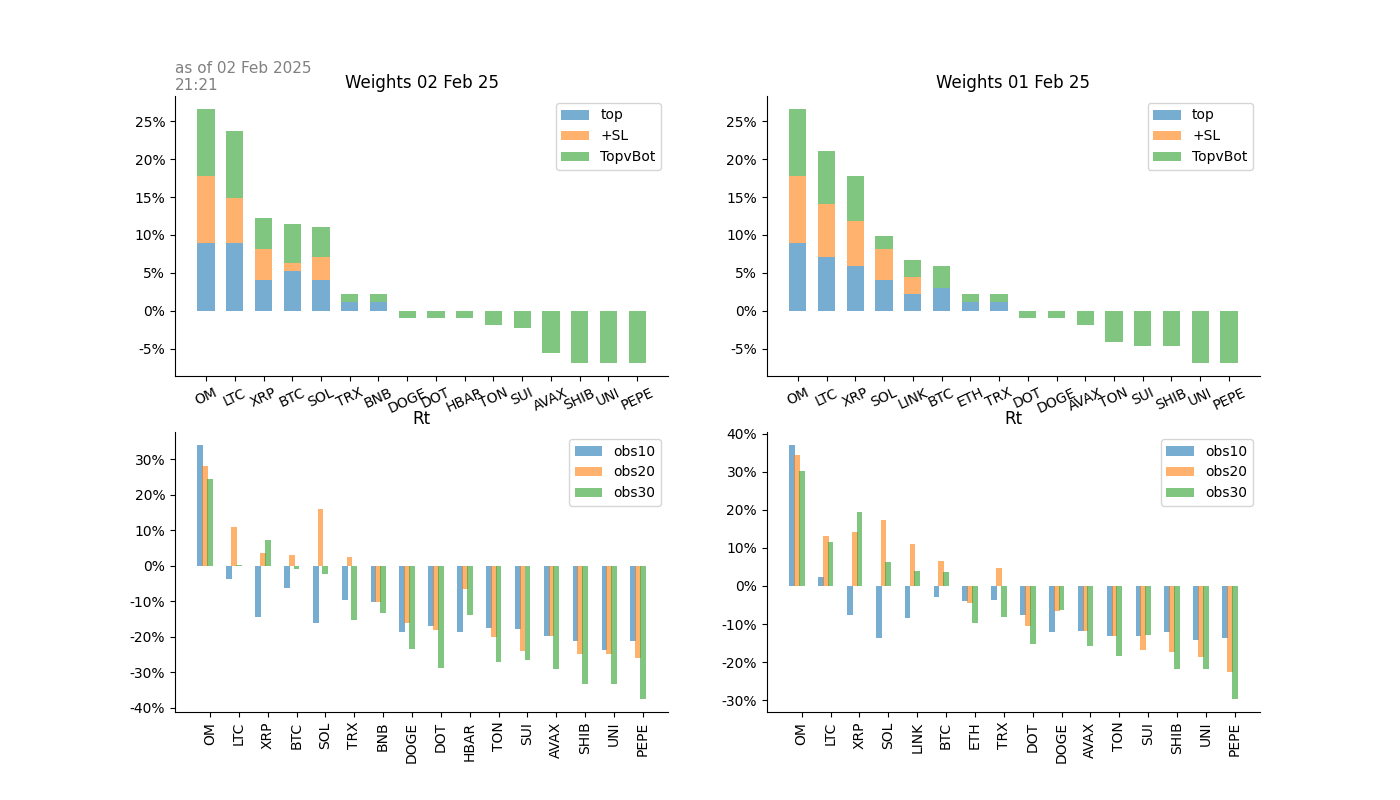 as of 02 Feb 2025
21:21
Weights 02 Feb 25
25%
20%
15%
10%
5%
0%
-5%
top
+SL
TopvBot
OM LTC XRP BTC SOL TRX BNB DOGE DOT HBAR TON SUI AVAX SHIB UNI PEPE
Weights 01 Feb 25
25%
20%
15%
10%
5%
0%
-5%
top
+SL
TopvBot
OM LTC XRP SOL LINK BTC ETH TRX DOT DOGE AVAX TON SUI SHIB UNI PEPE
Rt
30%
20%
10%
0%
-10%
-20%
-30%
-40%
obs10
obs20
obs30
OM LTC XRP BTC SOL TRX BNB DOGE DOT HBAR TON SUI AVAX SHIB UNI PEPE
Rt
40%
30%
20%
10%
0%
-10%
-20%
-30%
obs10
obs20
obs30
OM LTC XRP SOL LINK BTC ETH TRX DOT DOGE AVAX TON SUI SHIB UNI PEPE